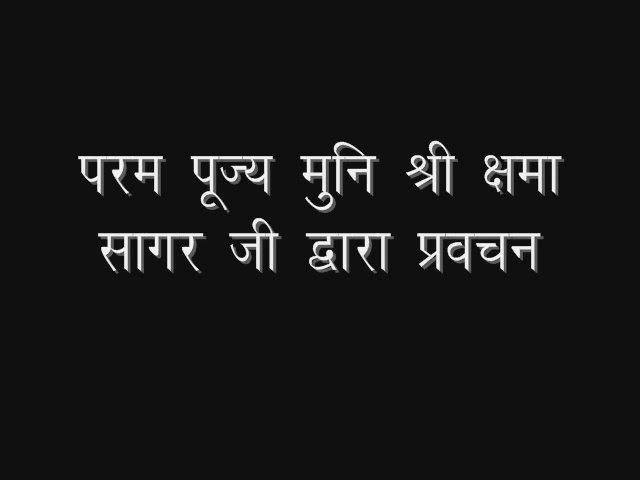 परम पूज्य मुनि श्री क्षमा
सागर जी द्वारा प्रवचन